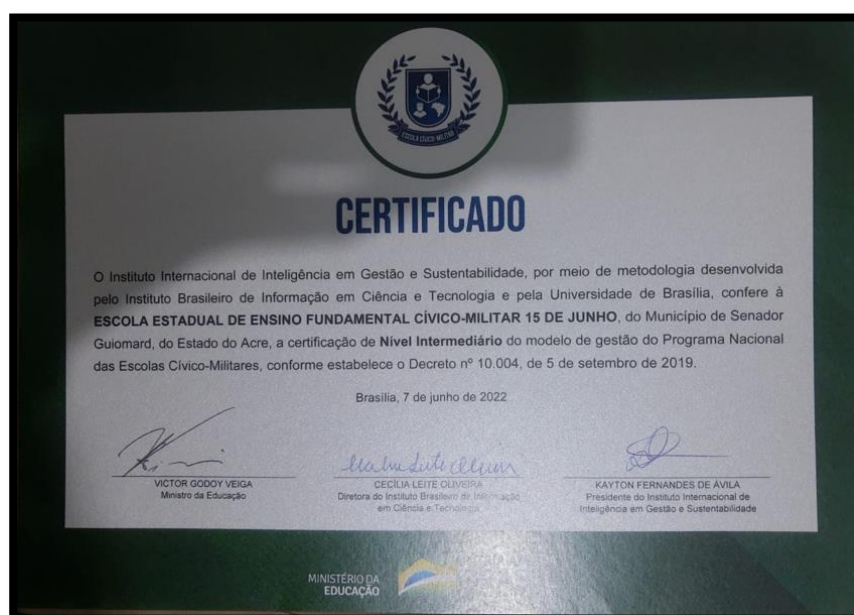 ESCOLA CÍVICO-MILITAR
CERTIFICADO
O Instituto Internacional de Inteligência em Gestão e Sustentabilidade, por meio de metodologia desenvolvida
pelo Instituto Brasileiro de Informação em Ciência e Tecnologia e pela Universidade de Brasília, confere à
ESCOLA ESTADUAL DE ENSINO FUNDAMENTAL CÍVICO-MILITAR 15 DE JUNHO, do Município de Senador
Guiomard, do Estado do Acre, a certificação de Nível Intermediário do modelo de gestão do Programa Nacional
das Escolas Cívico-Militares, conforme estabelece o Decreto nº 10.004, de 5 de setembro de 2019.
Brasília, 7 de junho de 2022
VICTOR GODOY VEIGA
Ministro da Educação
CECÍLIA LEITE OLIVEIRA
Diretora do Instituto Brasileiro de Informação
em Ciência e Tecnologia
KAYTON FERNANDES DE ÁVILA
Presidente do Instituto Internacional de
Inteligência em Gestão e Sustentabilidade
MINISTÉRIO DA
EDUCAÇÃO